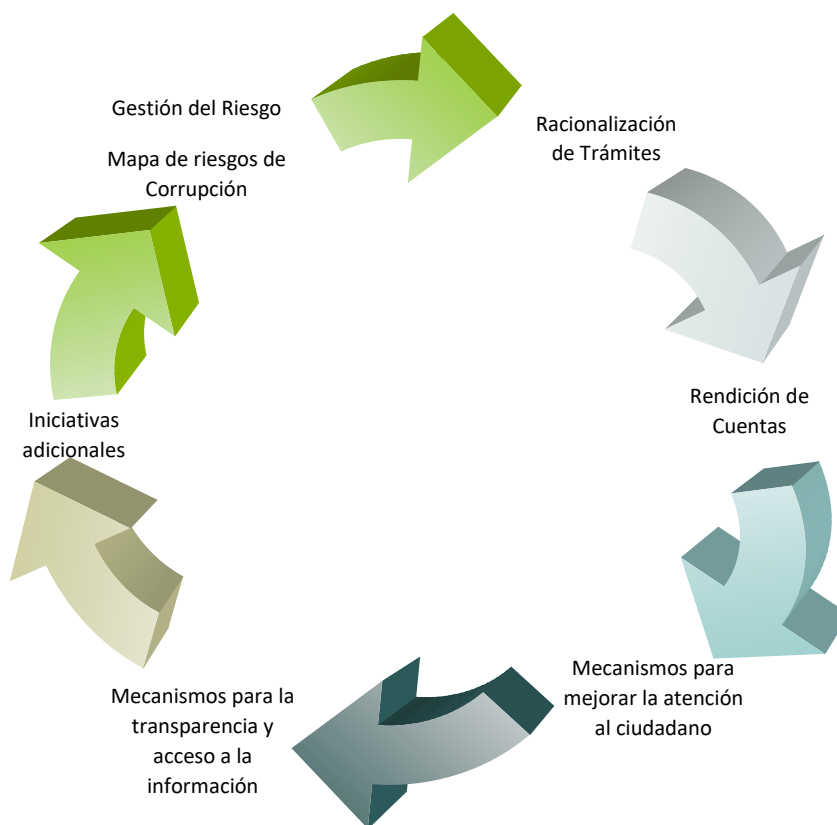 Gestión del Riesgo
Mapa de riesgos de
Corrupción
Racionalización
de Trámites
Rendición de
Cuentas
Mecanismos para
mejorar la atención
al ciudadano
Mecanismos para la
transparencia y
acceso a la
información
Iniciativas
adicionales